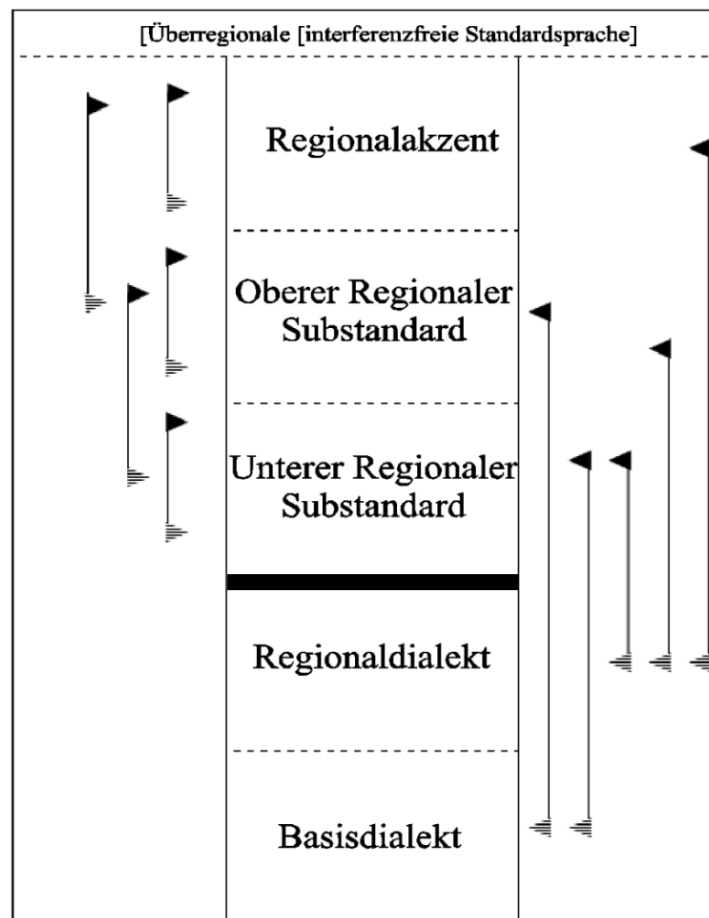 [Überregionale [interferenzfreie Standardsprache]
Regionalakzent
Oberer Regionaler
Substandard
Unterer Regionaler
Substandard
Regionaldialekt
Basisdialekt